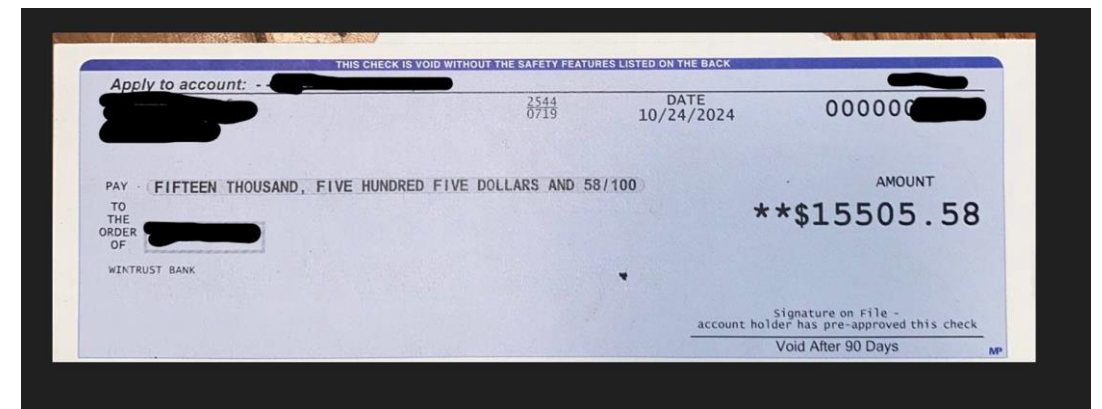 THIS CHECK IS VOID WITHOUT THE SAFETY FEATURES LISTED ON THE BACK
Apply to account: - -
2544
0719
DATE
10/24/2024
000000
PAY
FIFTEEN THOUSAND, FIVE HUNDRED FIVE DOLLARS AND 58/100
AMOUNT
**$15505.58
TO
THE
ORDER
OF
WINTRUST BANK
Signature on File -
account holder has pre-approved this check
Void After 90 Days
MP